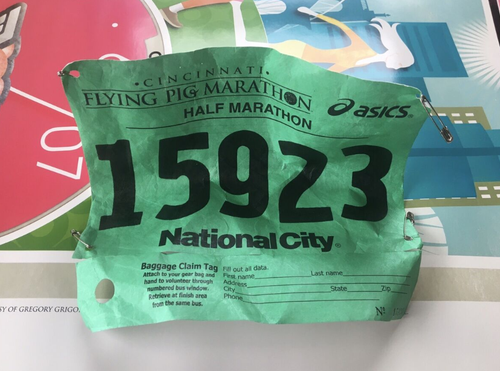 • CINCINNATI •
FLYING PIG MARATHON
HALF MARATHON
asics®
15923
National City®
Baggage Claim Tag
Attach to your gear bag and
hand to volunteer through
numbered bus window.
Retrieve at finish area
from the same bus.
Fill out all data.
First name Last name
Address
City State Zip
Phone
Nº
SY OF GREGORY GRIGO
70